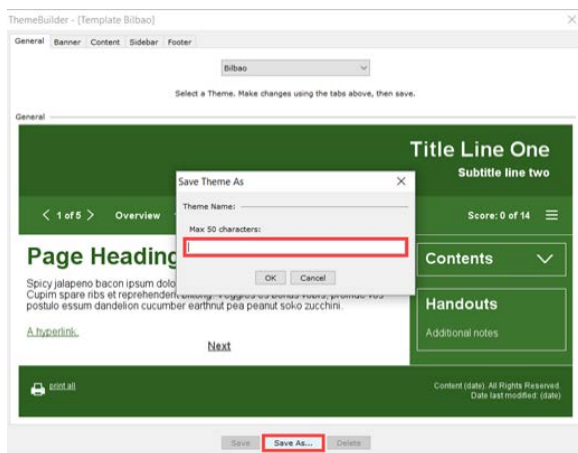 ThemeBuilder - [Template Bilbao]
General Banner Content Sidebar Footer
Bilbao
Select a Theme. Make changes using the tabs above, then save.
General
Title Line One
Subtitle line two
Save Theme As
Theme Name:
Max 50 characters:
OK Cancel
< 1 of 5 > Overview
Score: 0 of 14
Page Heading
Spicy jalapeno bacon ipsum dolo
Cupim spare ribs et reprehenderit
postulo essum dandelion cucumber earthnut pea peanut soko zucchini.
A hyperlink.
Next
Contents
Handouts
Additional notes
print all
Content (date). All Rights Reserved.
Date last modified: (date)
Save Save As... Delete